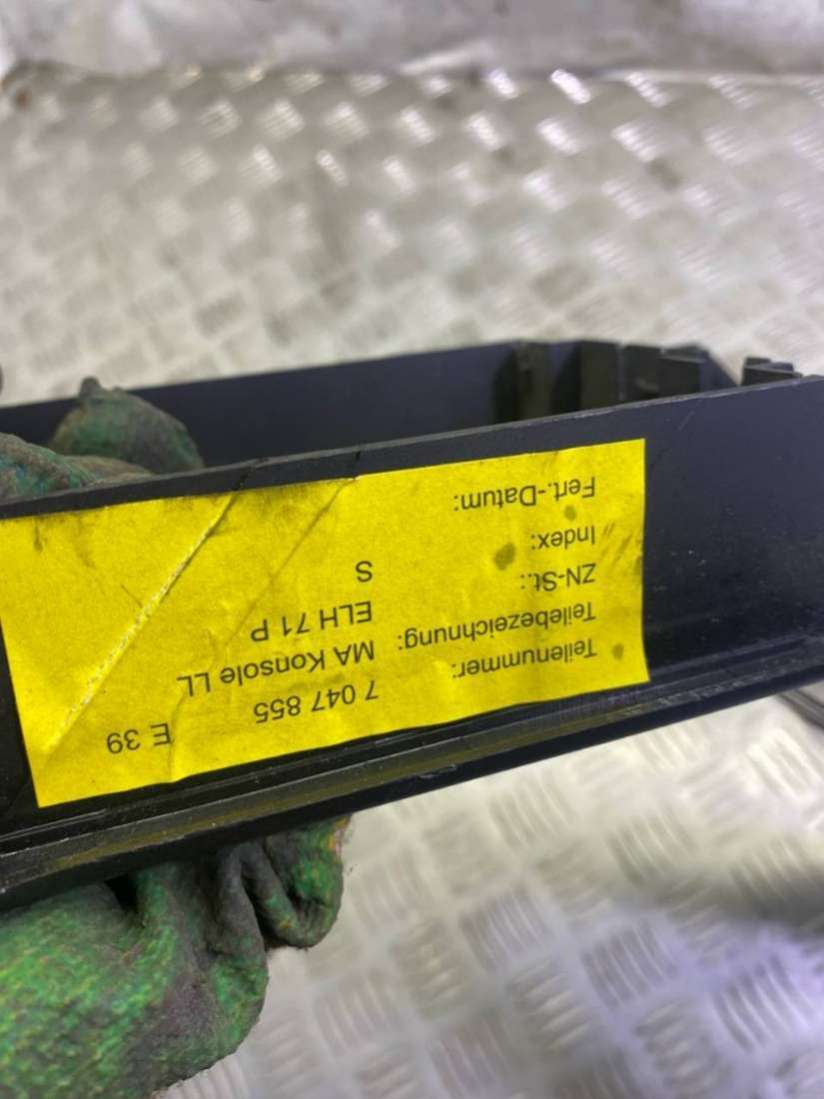 Teilenummer: 7 047 855 E 39
Teilebezeichnung: MA Konsole LL
ELH 71 P
ZN-St.: S
Index:
Fert.-Datum: